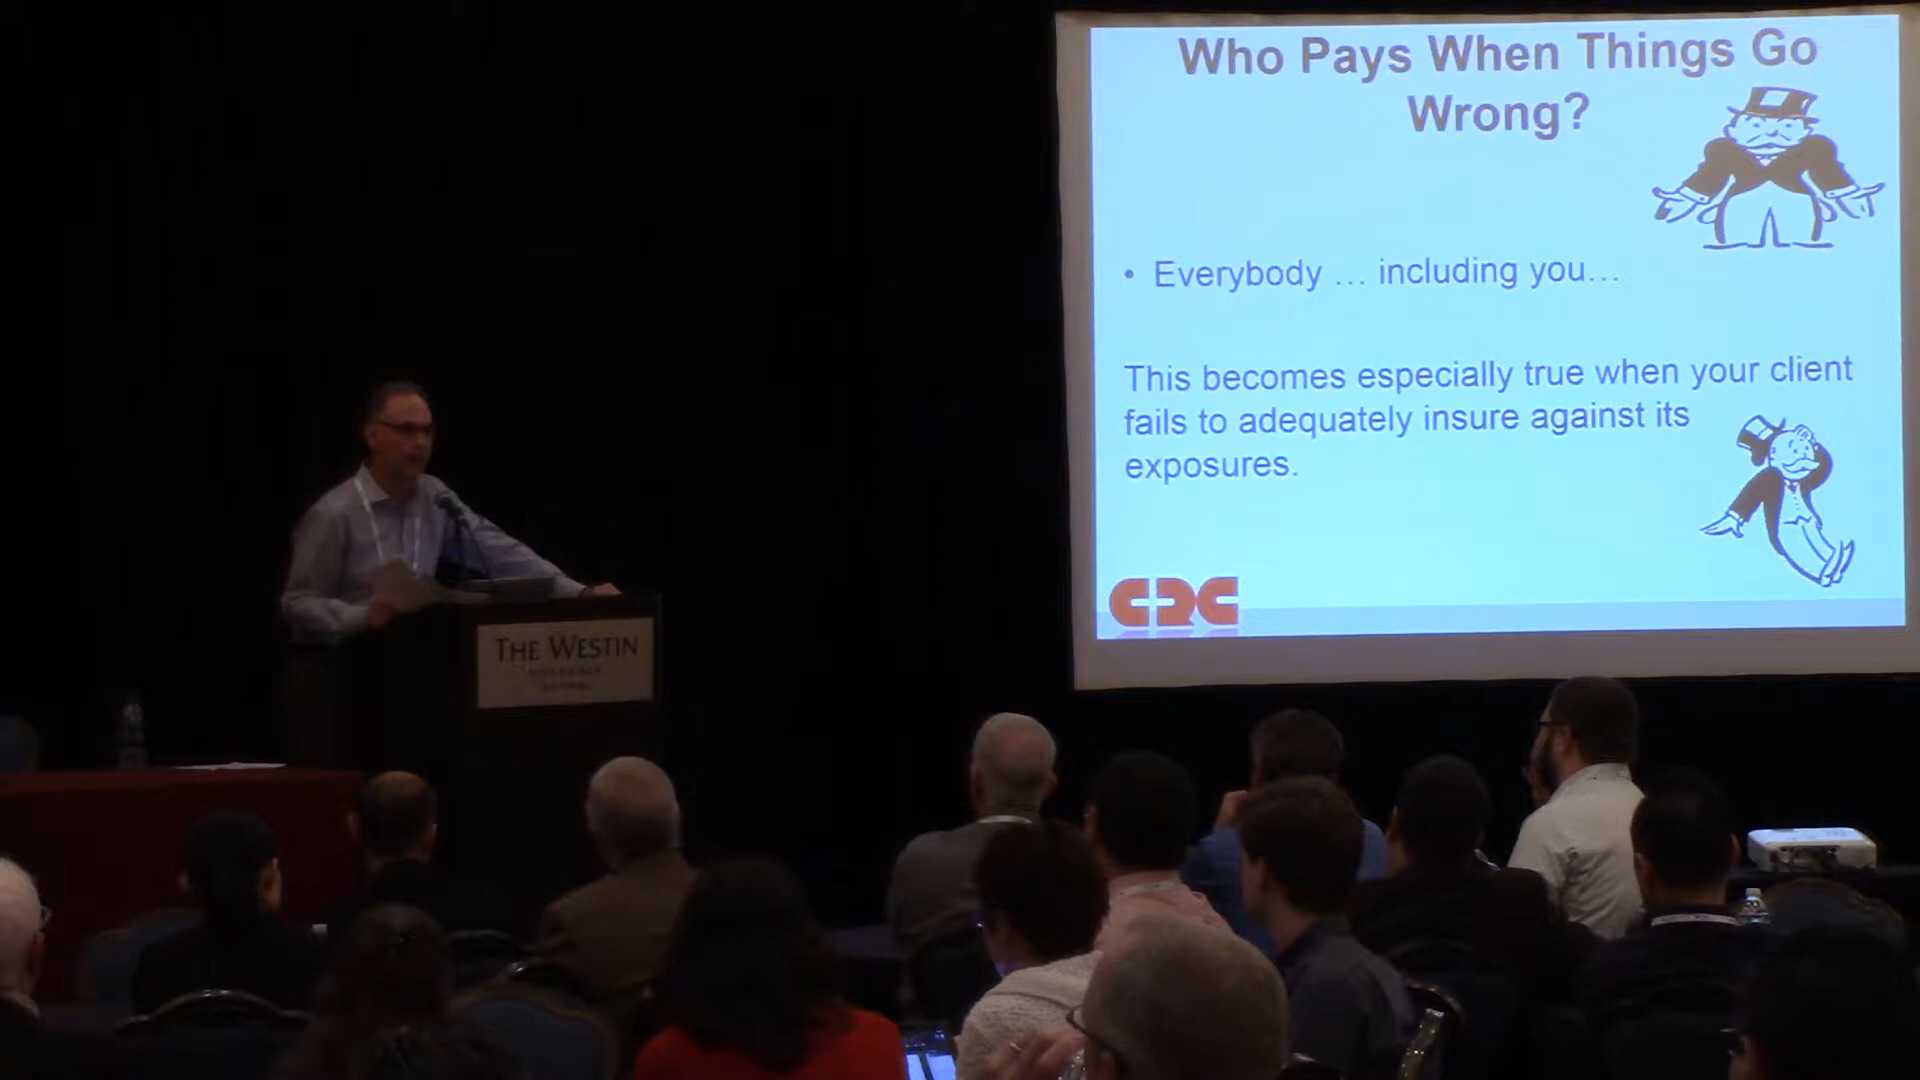 Who Pays When Things Go
Wrong?
• Everybody … including you…
This becomes especially true when your client
fails to adequately insure against its
exposures.
CRC
THE WESTIN